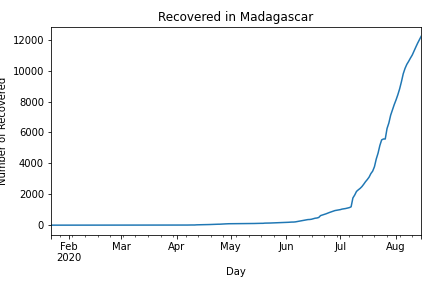 Recovered in Madagascar
Number of Recovered
12000
10000
8000
6000
4000
2000
0
Feb Mar Apr May Jun Jul Aug
2020
Day